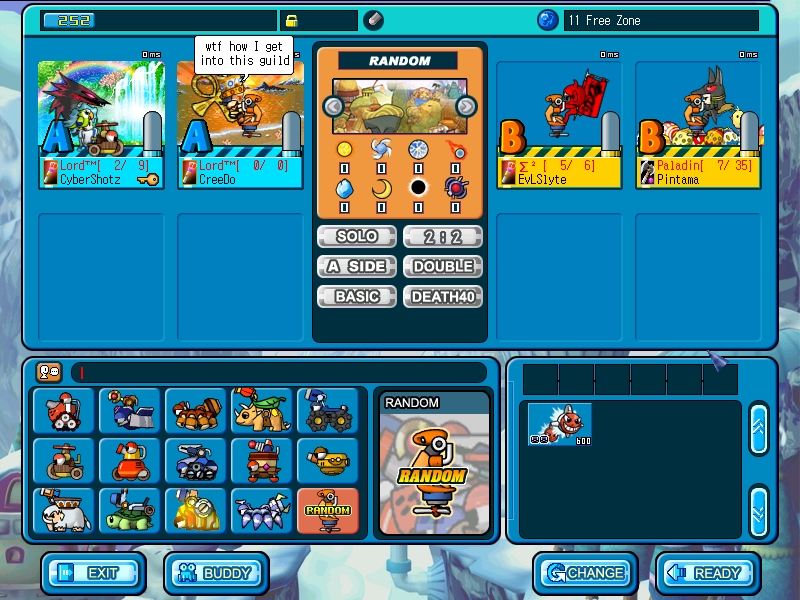 252
11 Free Zone
0ms
s
0ms
0ms
wtf how I get
into this guild
RANDOM
A
A
B
B
Lord™[ 2/ 9]
CyberShotz
Lord™[ 0/ 0]
CreeDo
Σ² [ 5/ 6]
EvLSlyte
Paladin[ 7/ 35]
Pintama
0 0 0 0
0 0 0 0
SOLO
2:2
A SIDE
DOUBLE
BASIC
DEATH40
RANDOM
RANDOM
RANDOM
600
EXIT
BUDDY
CHANGE
READY